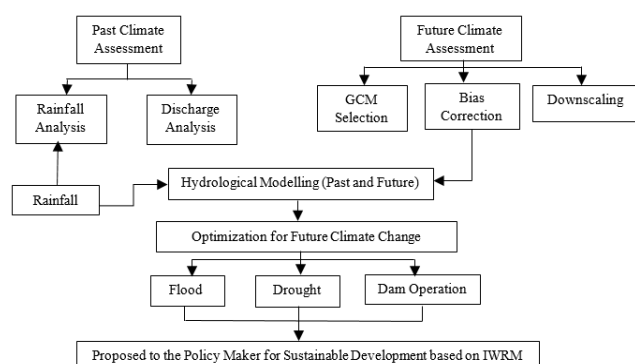 Past Climate
Assessment
Future Climate
Assessment
Rainfall
Analysis
Discharge
Analysis
GCM
Selection
Bias
Correction
Downscaling
Rainfall
Hydrological Modelling (Past and Future)
Optimization for Future Climate Change
Flood
Drought
Dam Operation
Proposed to the Policy Maker for Sustainable Development based on IWRM